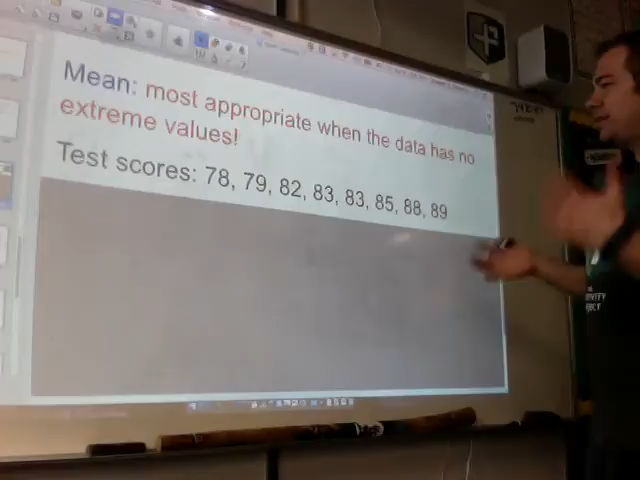 Mean: most appropriate when the data has no
extreme values!
Test scores: 78, 79, 82, 83, 83, 85, 88, 89